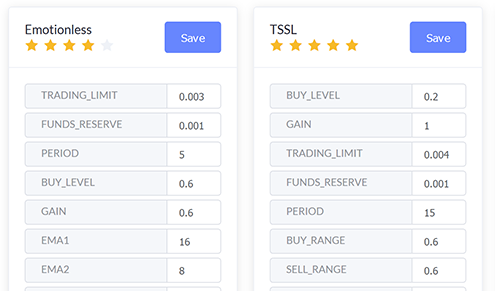 Emotionless
Save
TRADING_LIMIT 0.003
FUNDS_RESERVE 0.001
PERIOD 5
BUY_LEVEL 0.6
GAIN 0.6
EMA1 16
EMA2 8
TSSL
Save
BUY_LEVEL 0.2
GAIN 1
TRADING_LIMIT 0.004
FUNDS_RESERVE 0.001
PERIOD 15
BUY_RANGE 0.6
SELL_RANGE 0.6